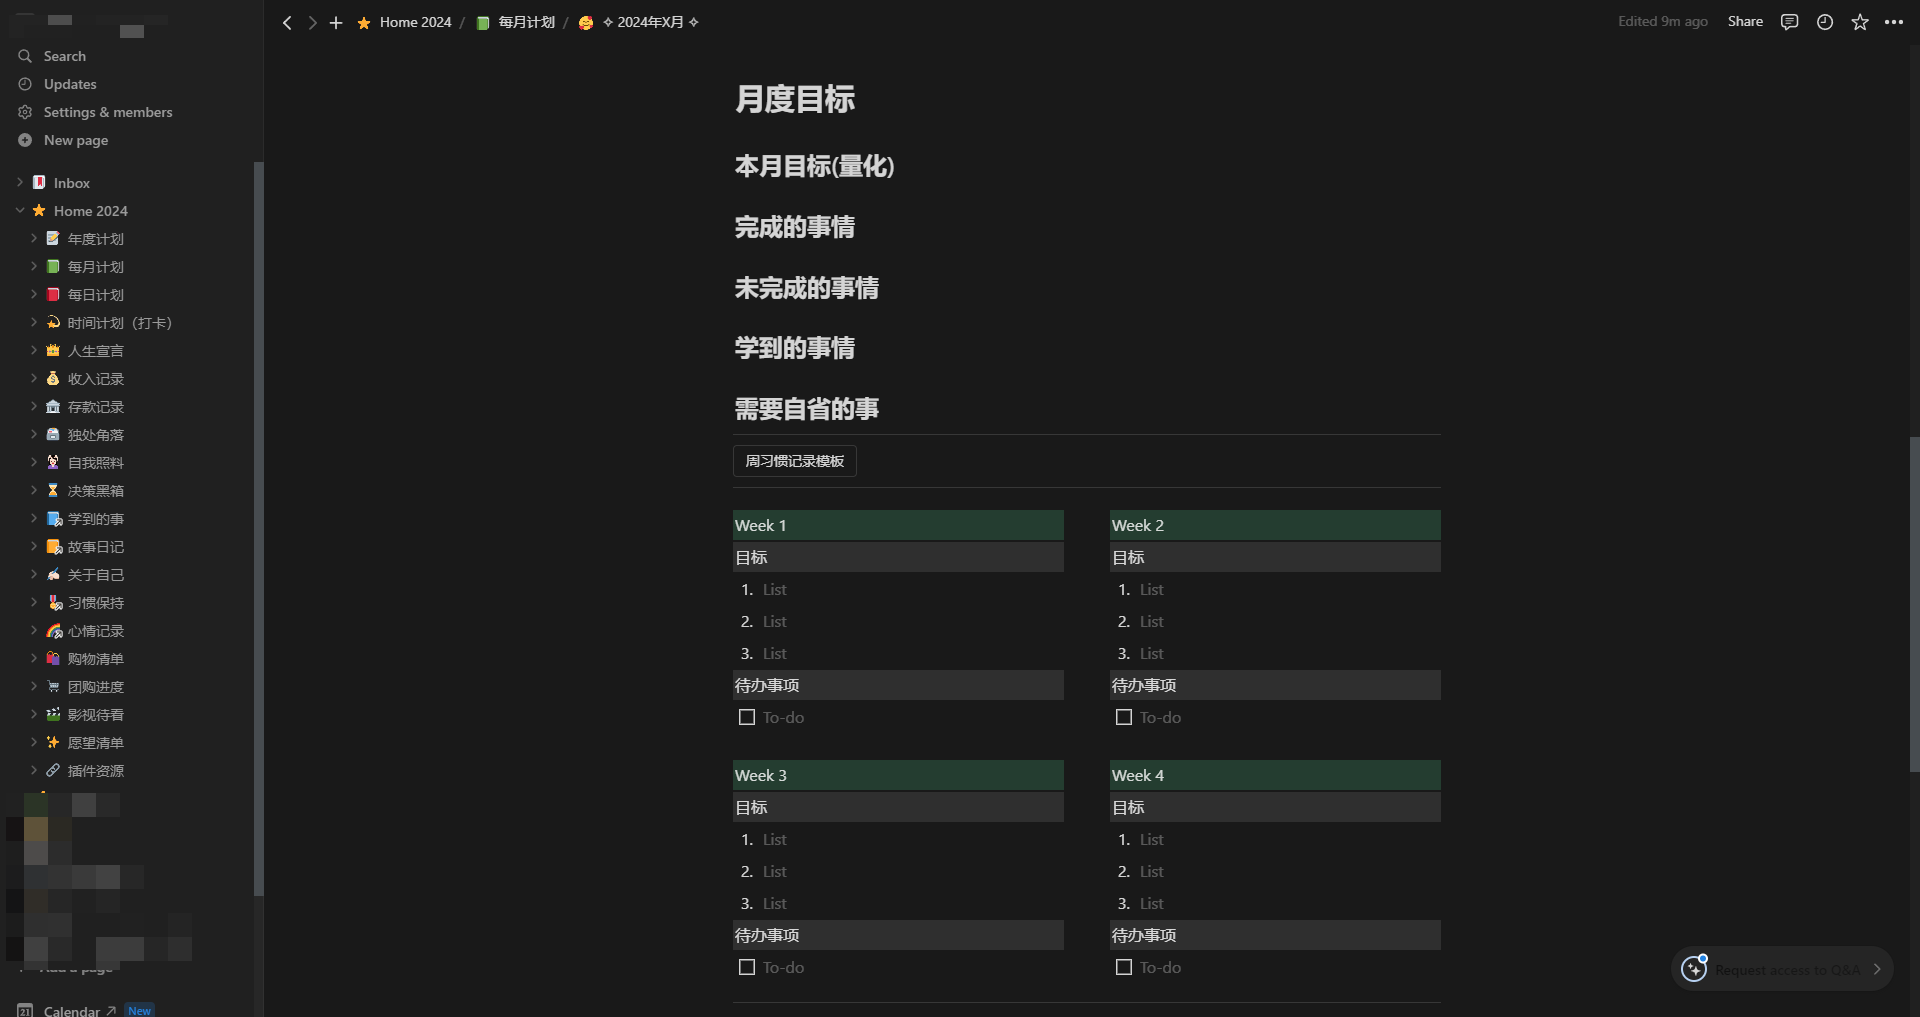 Search
Updates
Settings & members
New page
Inbox
Home 2024
年度计划
每月计划
每日计划
时间计划（打卡）
人生宣言
收入记录
存款记录
独处角落
自我照料
决策黑箱
学到的事
故事日记
关于自己
习惯保持
心情记录
购物清单
团购进度
影视待看
愿望清单
插件资源
Add a page
Calendar ↗ New
Home 2024 / 每月计划 / ✧ 2024年X月 ✧
Edited 9m ago Share
月度目标
本月目标(量化)
完成的事情
未完成的事情
学到的事情
需要自省的事
周习惯记录模板
Week 1
目标
1. List
2. List
3. List
待办事项
To-do
Week 2
目标
1. List
2. List
3. List
待办事项
To-do
Week 3
目标
1. List
2. List
3. List
待办事项
To-do
Week 4
目标
1. List
2. List
3. List
待办事项
To-do
Request access to Q&A